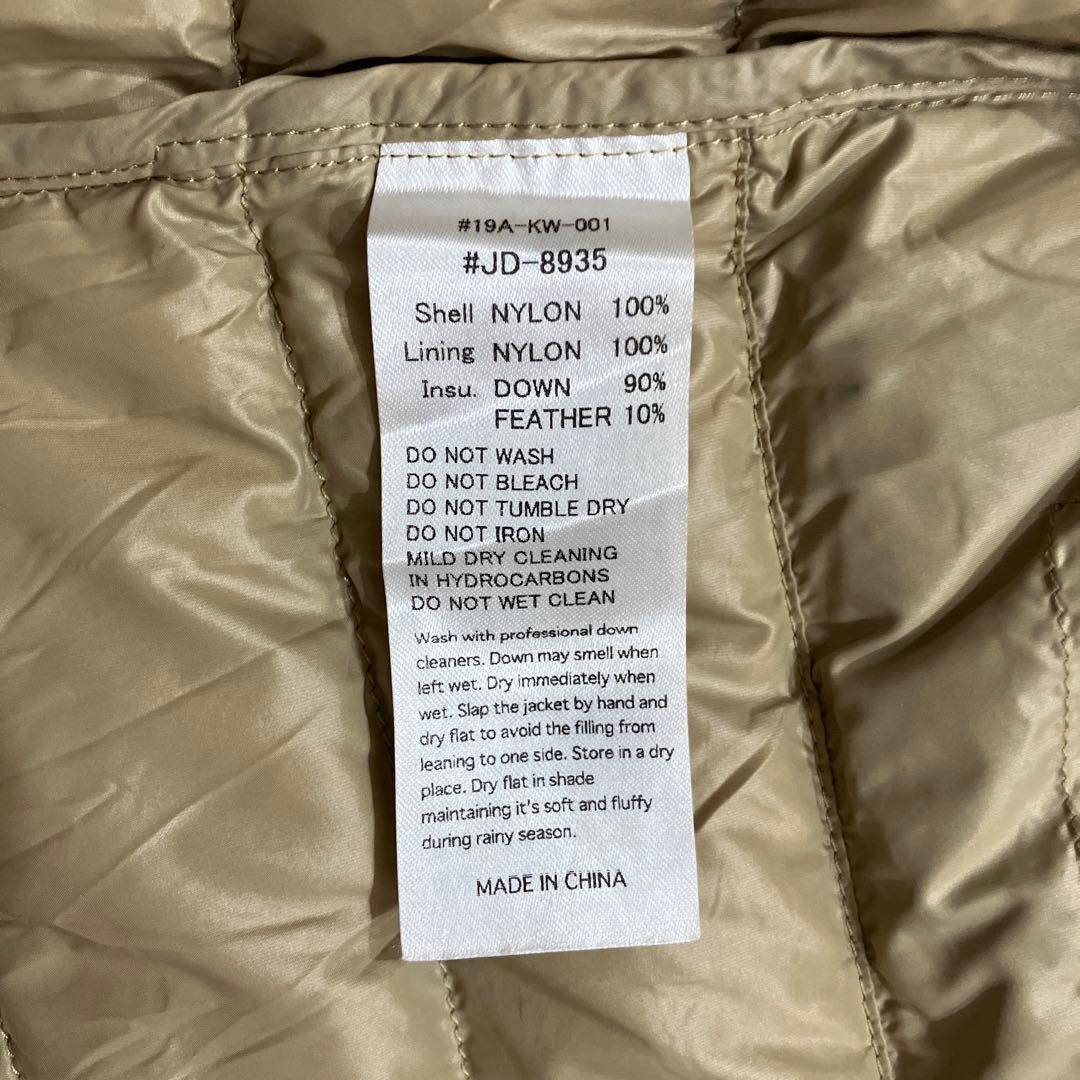 #19A-KW-001
#JD-8935
Shell NYLON 100%
Lining NYLON 100%
Insu. DOWN 90%
FEATHER 10%
DO NOT WASH
DO NOT BLEACH
DO NOT TUMBLE DRY
DO NOT IRON
MILD DRY CLEANING
IN HYDROCARBONS
DO NOT WET CLEAN
Wash with professional down
cleaners. Down may smell when
left wet. Dry immediately when
wet. Slap the jacket by hand and
dry flat to avoid the filling from
leaning to one side. Store in a dry
place. Dry flat in shade
maintaining it's soft and fluffy
during rainy season.
MADE IN CHINA